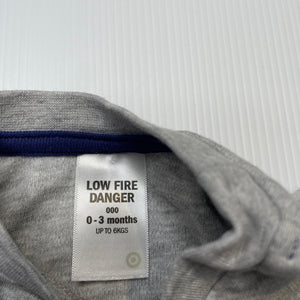 LOW FIRE
DANGER
000
0 - 3 months
UP TO 6KGS